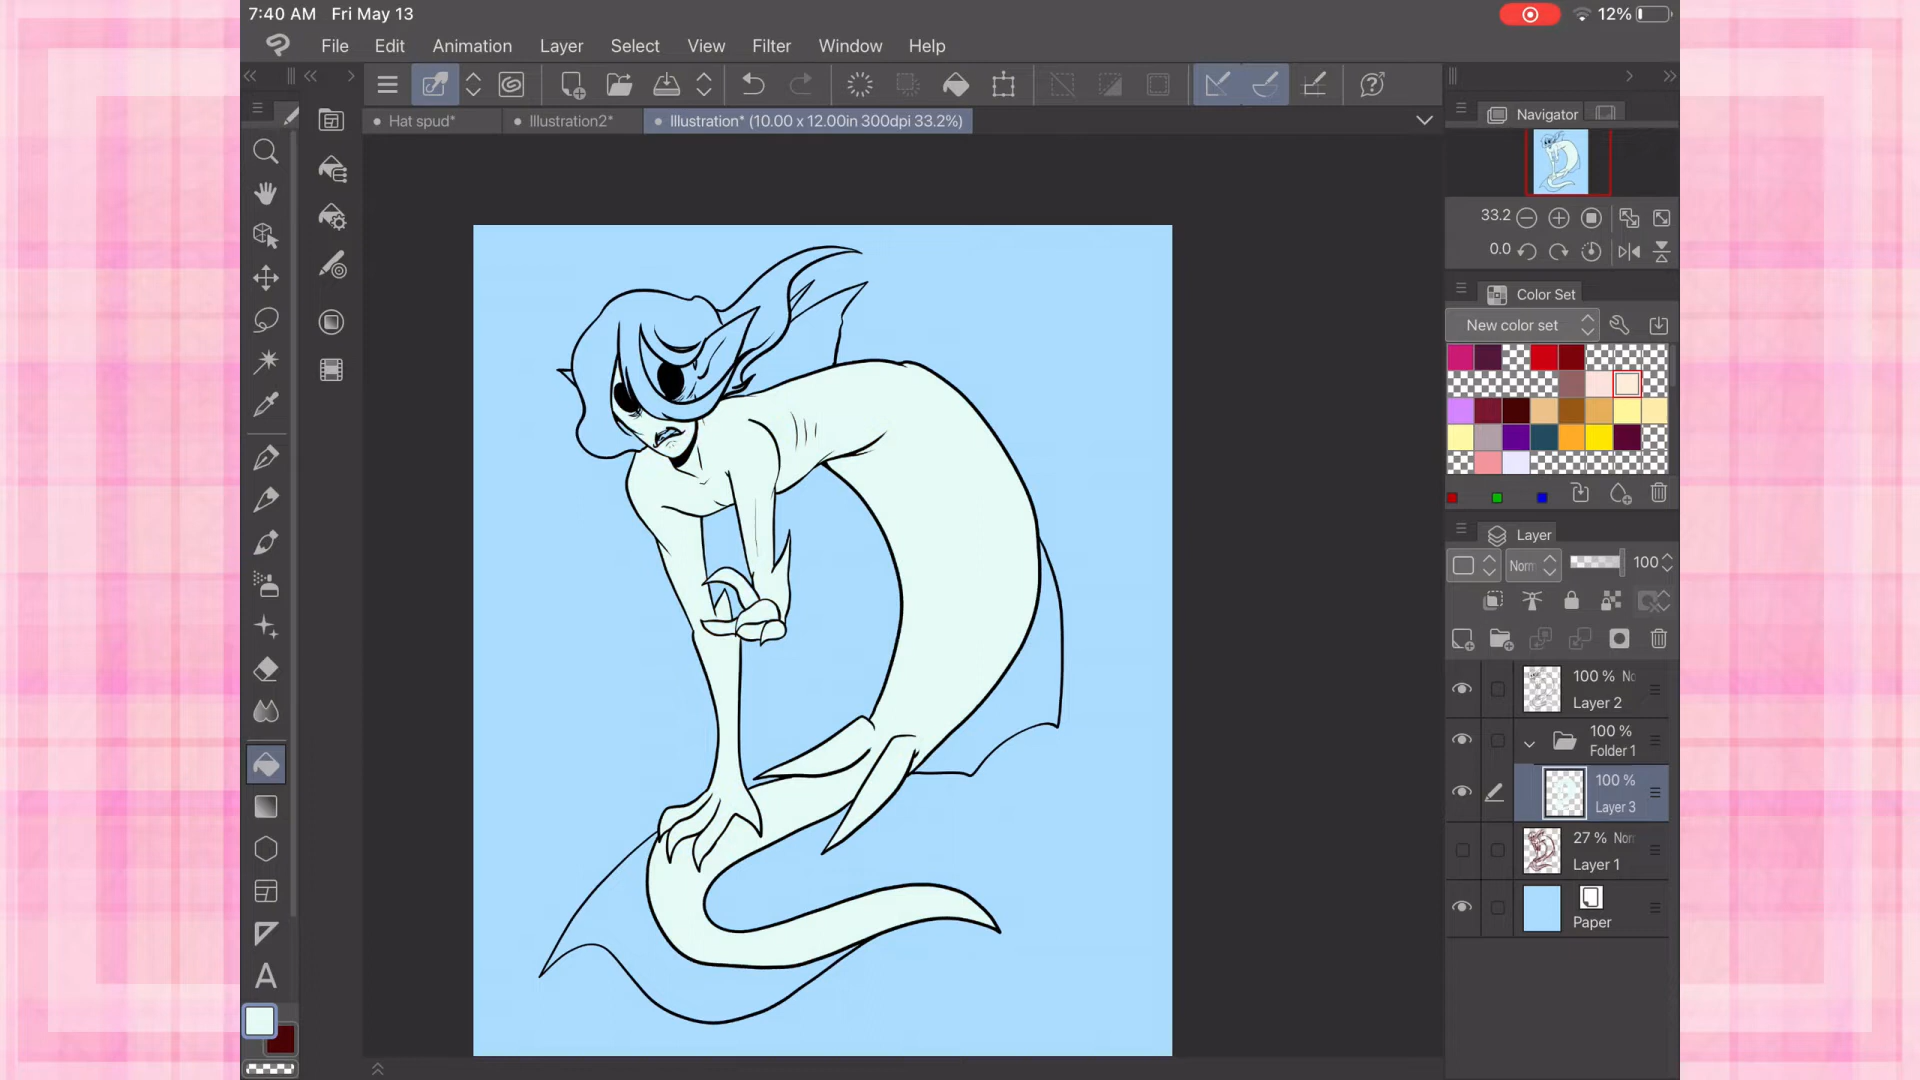 7:40 AM Fri May 13
12%
File Edit Animation Layer Select View Filter Window Help
Hat spud* Illustration2* Illustration* (10.00 x 12.00in 300dpi 33.2%)
Navigator
33.2
0.0
Color Set
New color set
Layer
Norm 100
100 % No
Layer 2
100 %
Folder 1
100 %
Layer 3
27 % Nor
Layer 1
Paper
A